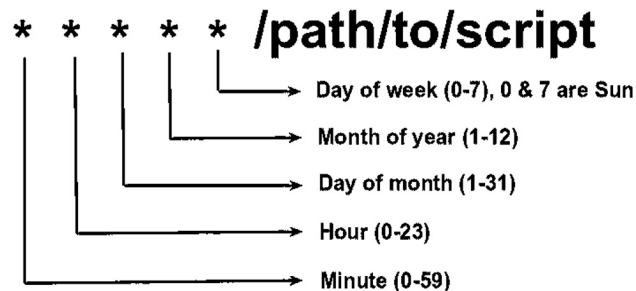 * * * * * /path/to/script
Day of week (0-7), 0 & 7 are Sun
Month of year (1-12)
Day of month (1-31)
Hour (0-23)
Minute (0-59)